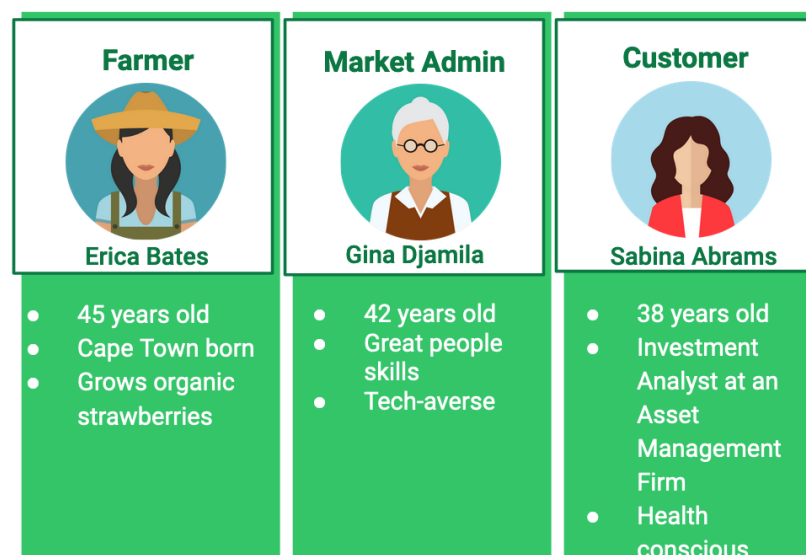 Farmer
Erica Bates
• 45 years old
• Cape Town born
• Grows organic
strawberries
Market Admin
Gina Djamila
• 42 years old
• Great people
skills
• Tech-averse
Customer
Sabina Abrams
• 38 years old
• Investment
Analyst at an
Asset
Management
Firm
• Health
conscious